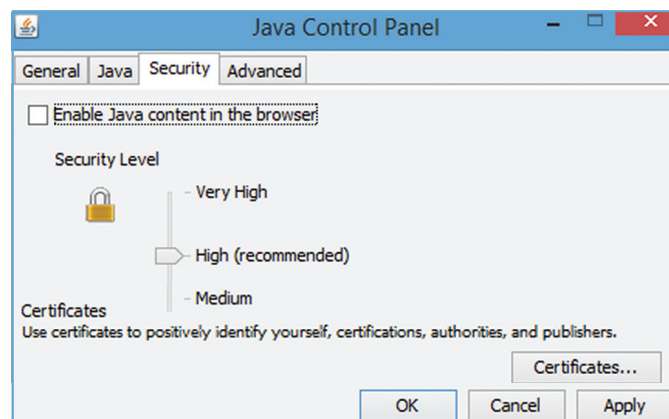 Java Control Panel
General Java Security Advanced
Enable Java content in the browser
Security Level
Very High
High (recommended)
Medium
Certificates
Use certificates to positively identify yourself, certifications, authorities, and publishers.
Certificates...
OK Cancel Apply